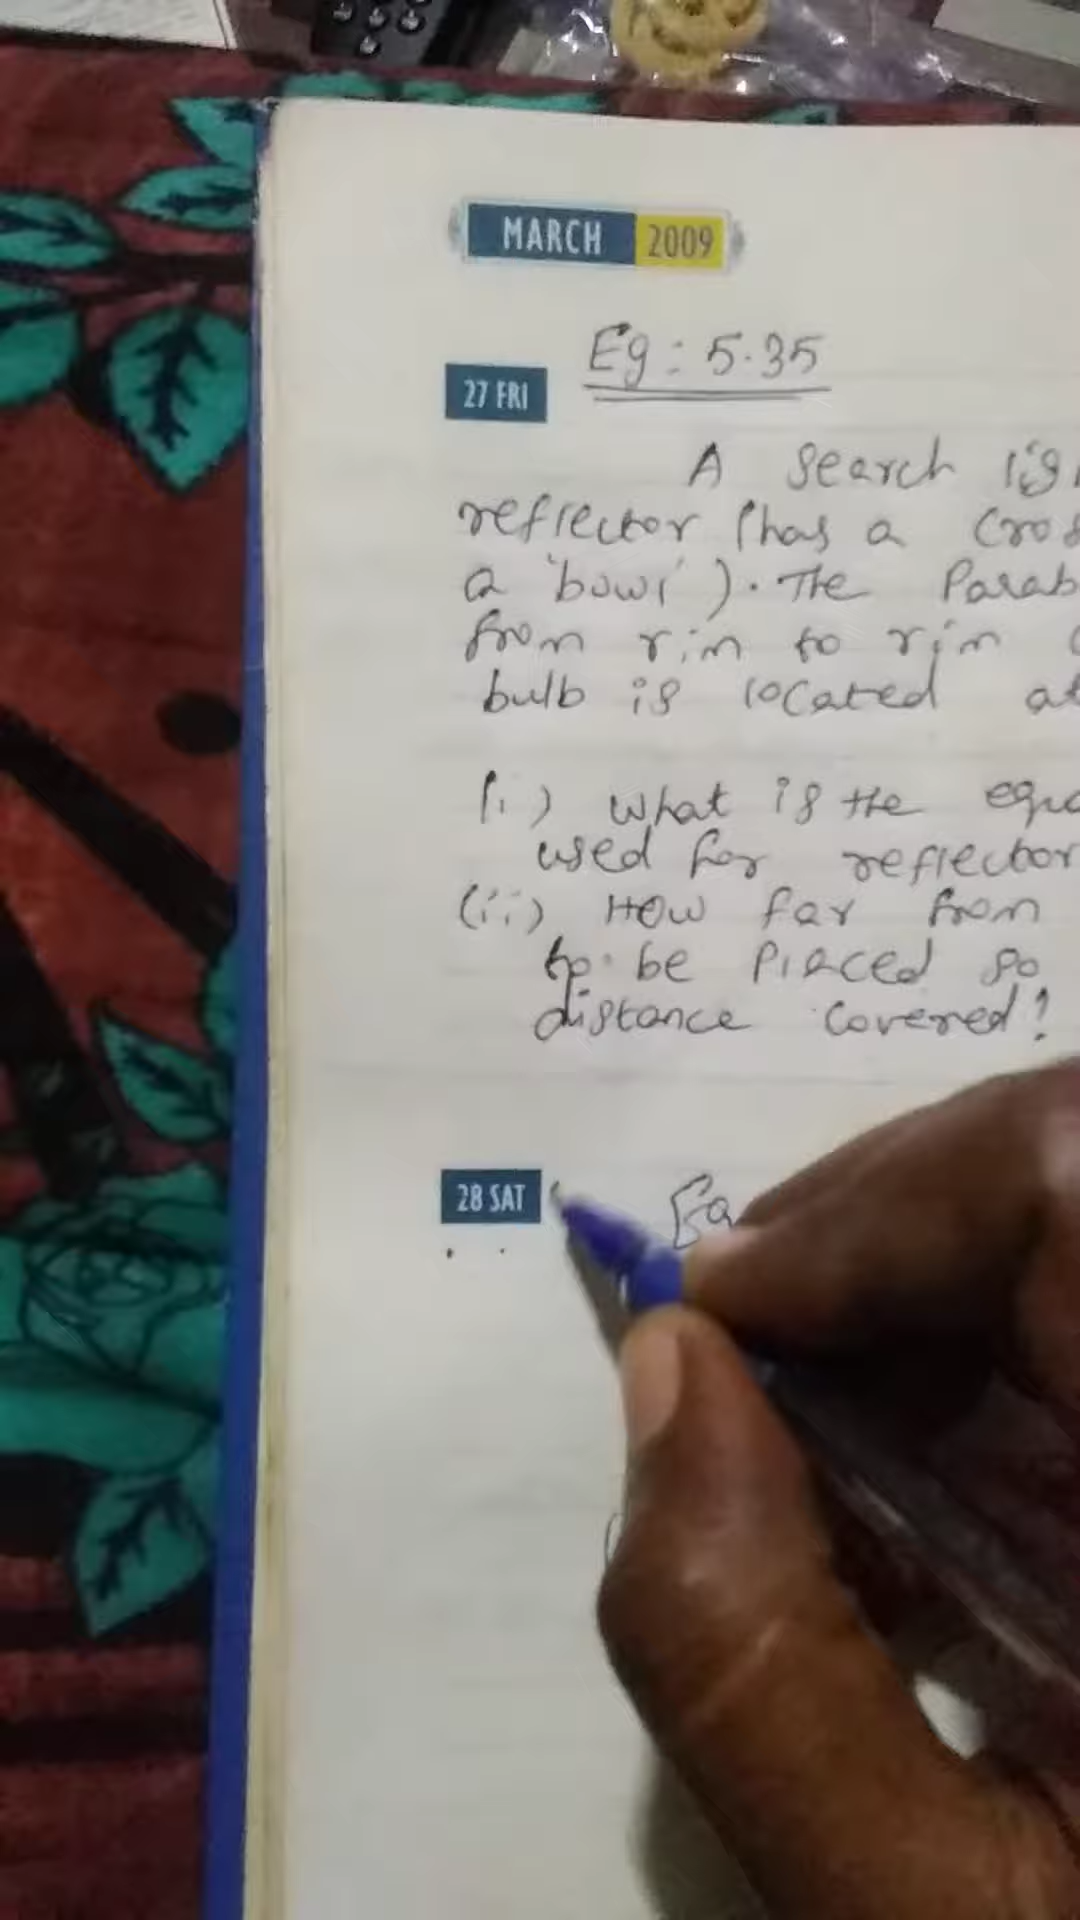 MARCH 2009
Eg: 5.35
27 FRI
A search
reflector (has a
a 'bowl'). The
from rim to rim
bulb is located
(i) what is the
used for reflector
(ii) How far from
to be placed so
distance covered?
28 SAT